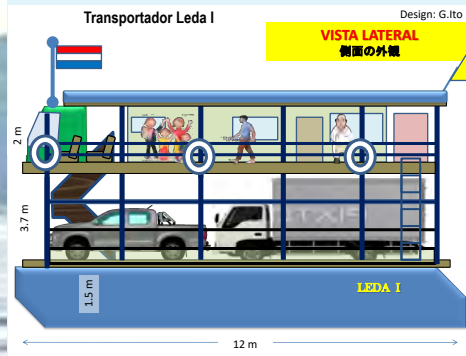 Transportador Leda I
Design: G.Ito
VISTA LATERAL
側面の外観
2 m
3.7 m
1.5 m
LEDA I
12 m